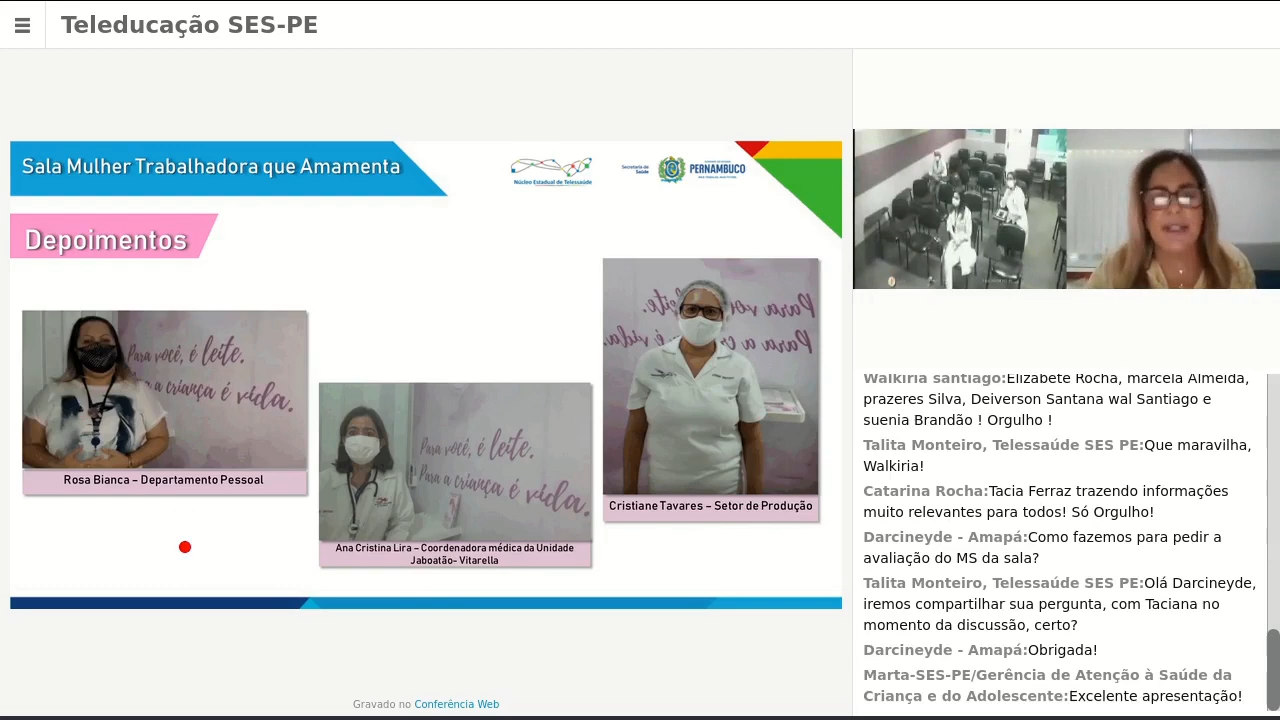 Teleducação SES-PE
Sala Mulher Trabalhadora que Amamenta
Núcleo Estadual de Telessaúde
Secretaria de
Saúde
PERNAMBUCO
Depoimentos
Para você, é leite.
a a criança é vida.
Rosa Bianca – Departamento Pessoal
Para você, é leite.
Para a criança é vida.
Ana Cristina Lira – Coordenadora médica da Unidade
Jaboatão- Vitarella
Para você, é leite.
Para a criança é vida.
Cristiane Tavares – Setor de Produção
Gravado no Conferência Web
Walkiria santiago:Elizabete Rocha, marcela Almeida,
prazeres Silva, Deiverson Santana wal Santiago e
suenia Brandão ! Orgulho !
Talita Monteiro, Telessaúde SES PE:Que maravilha,
Walkiria!
Catarina Rocha:Tacia Ferraz trazendo informações
muito relevantes para todos! Só Orgulho!
Darcineyde - Amapá:Como fazemos para pedir a
avaliação do MS da sala?
Talita Monteiro, Telessaúde SES PE:Olá Darcineyde,
iremos compartilhar sua pergunta, com Taciana no
momento da discussão, certo?
Darcineyde - Amapá:Obrigada!
Marta-SES-PE/Gerência de Atenção à Saúde da
Criança e do Adolescente:Excelente apresentação!